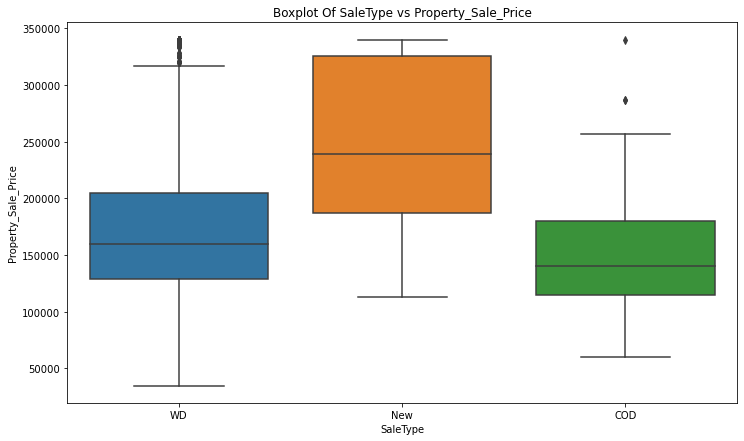 Boxplot Of SaleType vs Property_Sale_Price
350000
300000
250000
200000
150000
100000
50000
Property_Sale_Price
WD New COD
SaleType